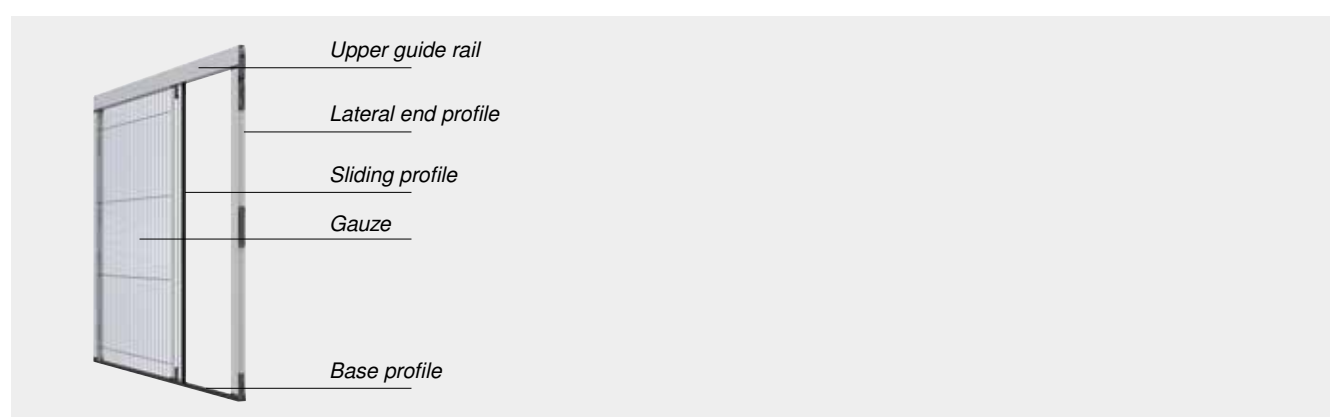 Upper guide rail
Lateral end profile
Sliding profile
Gauze
Base profile